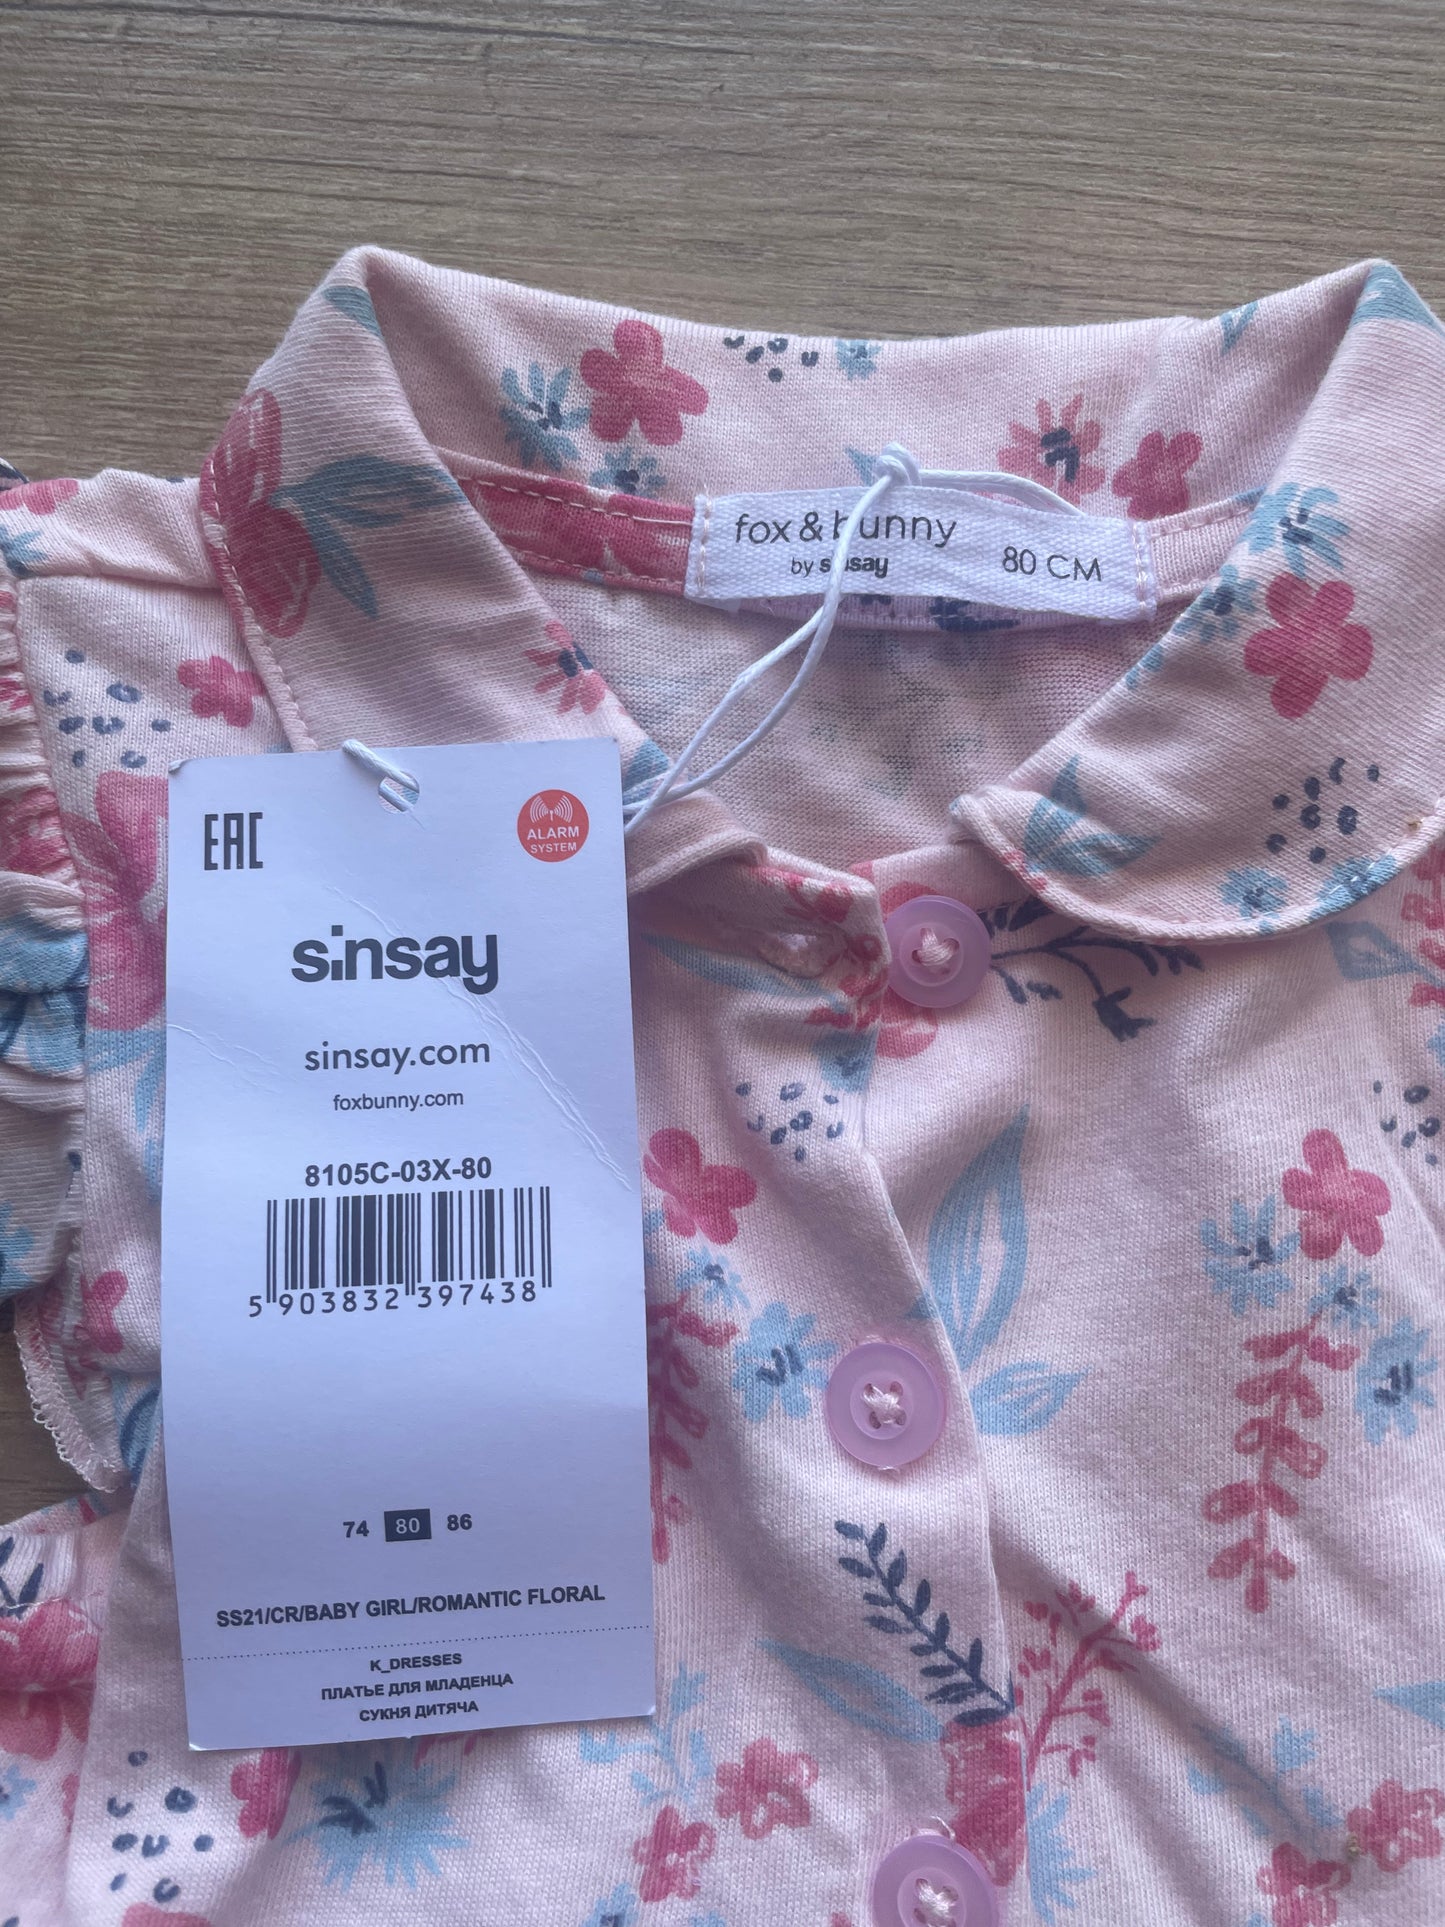 fox & bunny
by sinsay
80 CM
EAC
ALARM
SYSTEM
sinsay
sinsay.com
foxbunny.com
8105C-03X-80
5 903832 397438
74 80 86
SS21/CR/BABY GIRL/ROMANTIC FLORAL
K_DRESSES
ПЛАТЬЕ ДЛЯ МЛАДЕНЦА
СУКНЯ ДИТЯЧА